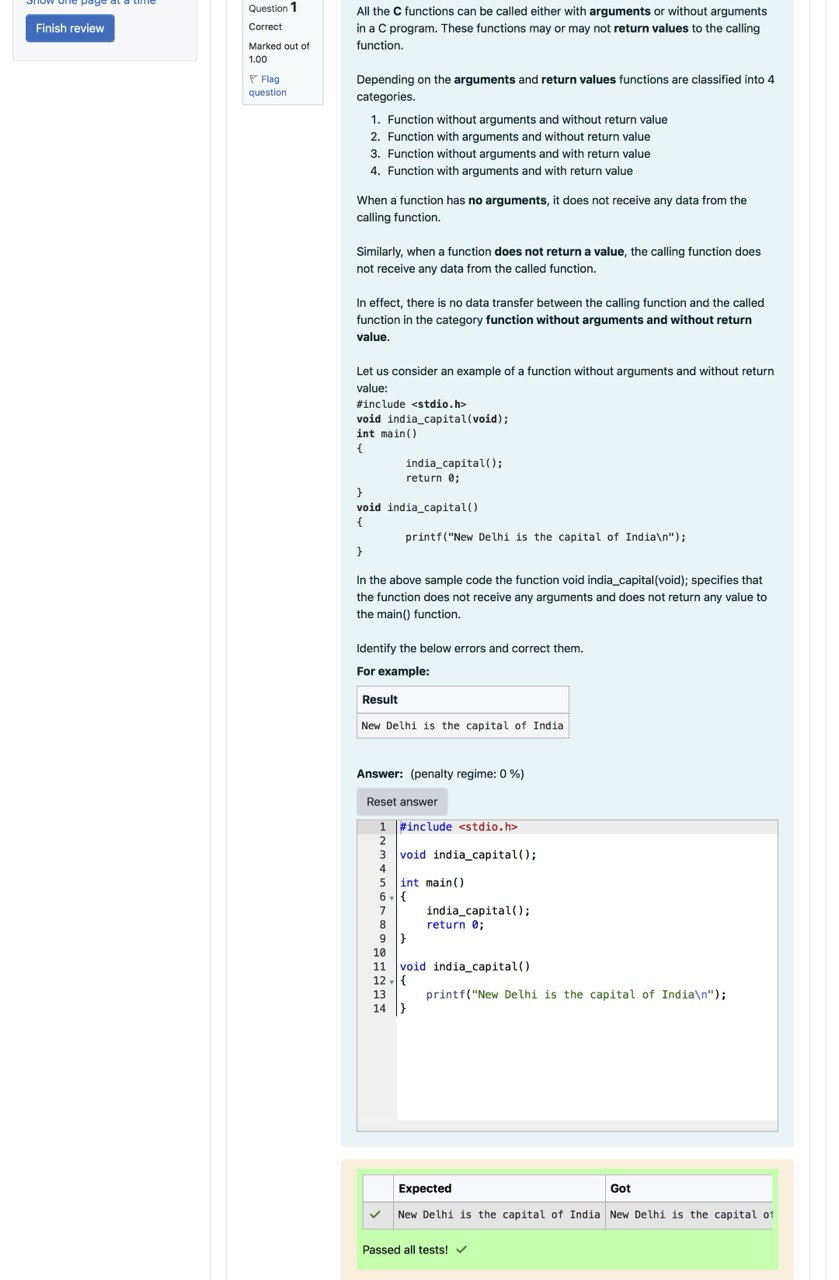 Show one page at a time
Finish review
Question 1
Correct
Marked out of
1.00
Flag
question
All the C functions can be called either with arguments or without arguments
in a C program. These functions may or may not return values to the calling
function.
Depending on the arguments and return values functions are classified into 4
categories.
1. Function without arguments and without return value
2. Function with arguments and without return value
3. Function without arguments and with return value
4. Function with arguments and with return value
When a function has no arguments, it does not receive any data from the
calling function.
Similarly, when a function does not return a value, the calling function does
not receive any data from the called function.
In effect, there is no data transfer between the calling function and the called
function in the category function without arguments and without return
value.
Let us consider an example of a function without arguments and without return
value:
#include <stdio.h>
void india_capital(void);
int main()
{
india_capital();
return 0;
}
void india_capital()
{
printf("New Delhi is the capital of India\n");
}
In the above sample code the function void india_capital(void); specifies that
the function does not receive any arguments and does not return any value to
the main() function.
Identify the below errors and correct them.
For example:
Result
New Delhi is the capital of India
Answer: (penalty regime: 0 %)
Reset answer
1 #include <stdio.h>
2
3 void india_capital();
4
5 int main()
6 {
7 india_capital();
8 return 0;
9 }
10
11 void india_capital()
12 {
13 printf("New Delhi is the capital of India\n");
14 }
Expected Got
New Delhi is the capital of India New Delhi is the capital of
Passed all tests!